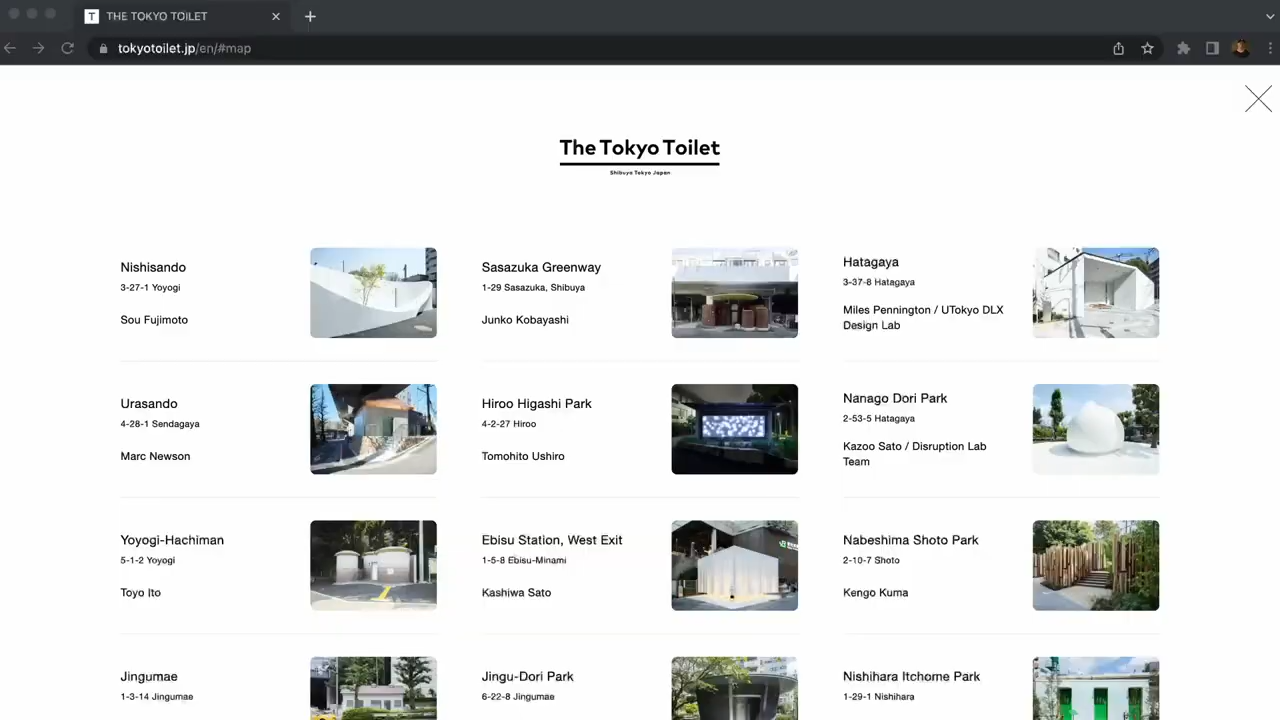 THE TOKYO TOILET
tokyotoilet.jp/en/#map
The Tokyo Toilet
Shibuya Tokyo Japan
Nishisando
3-27-1 Yoyogi
Sou Fujimoto
Sasazuka Greenway
1-29 Sasazuka, Shibuya
Junko Kobayashi
Hatagaya
3-37-8 Hatagaya
Miles Pennington / UTokyo DLX
Design Lab
Urasando
4-28-1 Sendagaya
Marc Newson
Hiroo Higashi Park
4-2-27 Hiroo
Tomohito Ushiro
Nanago Dori Park
2-53-5 Hatagaya
Kazoo Sato / Disruption Lab
Team
Yoyogi-Hachiman
5-1-2 Yoyogi
Toyo Ito
Ebisu Station, West Exit
1-5-8 Ebisu-Minami
Kashiwa Sato
Nabeshima Shoto Park
2-10-7 Shoto
Kengo Kuma
Jingumae
1-3-14 Jingumae
Jingu-Dori Park
6-22-8 Jingumae
Nishihara Itchome Park
1-29-1 Nishihara